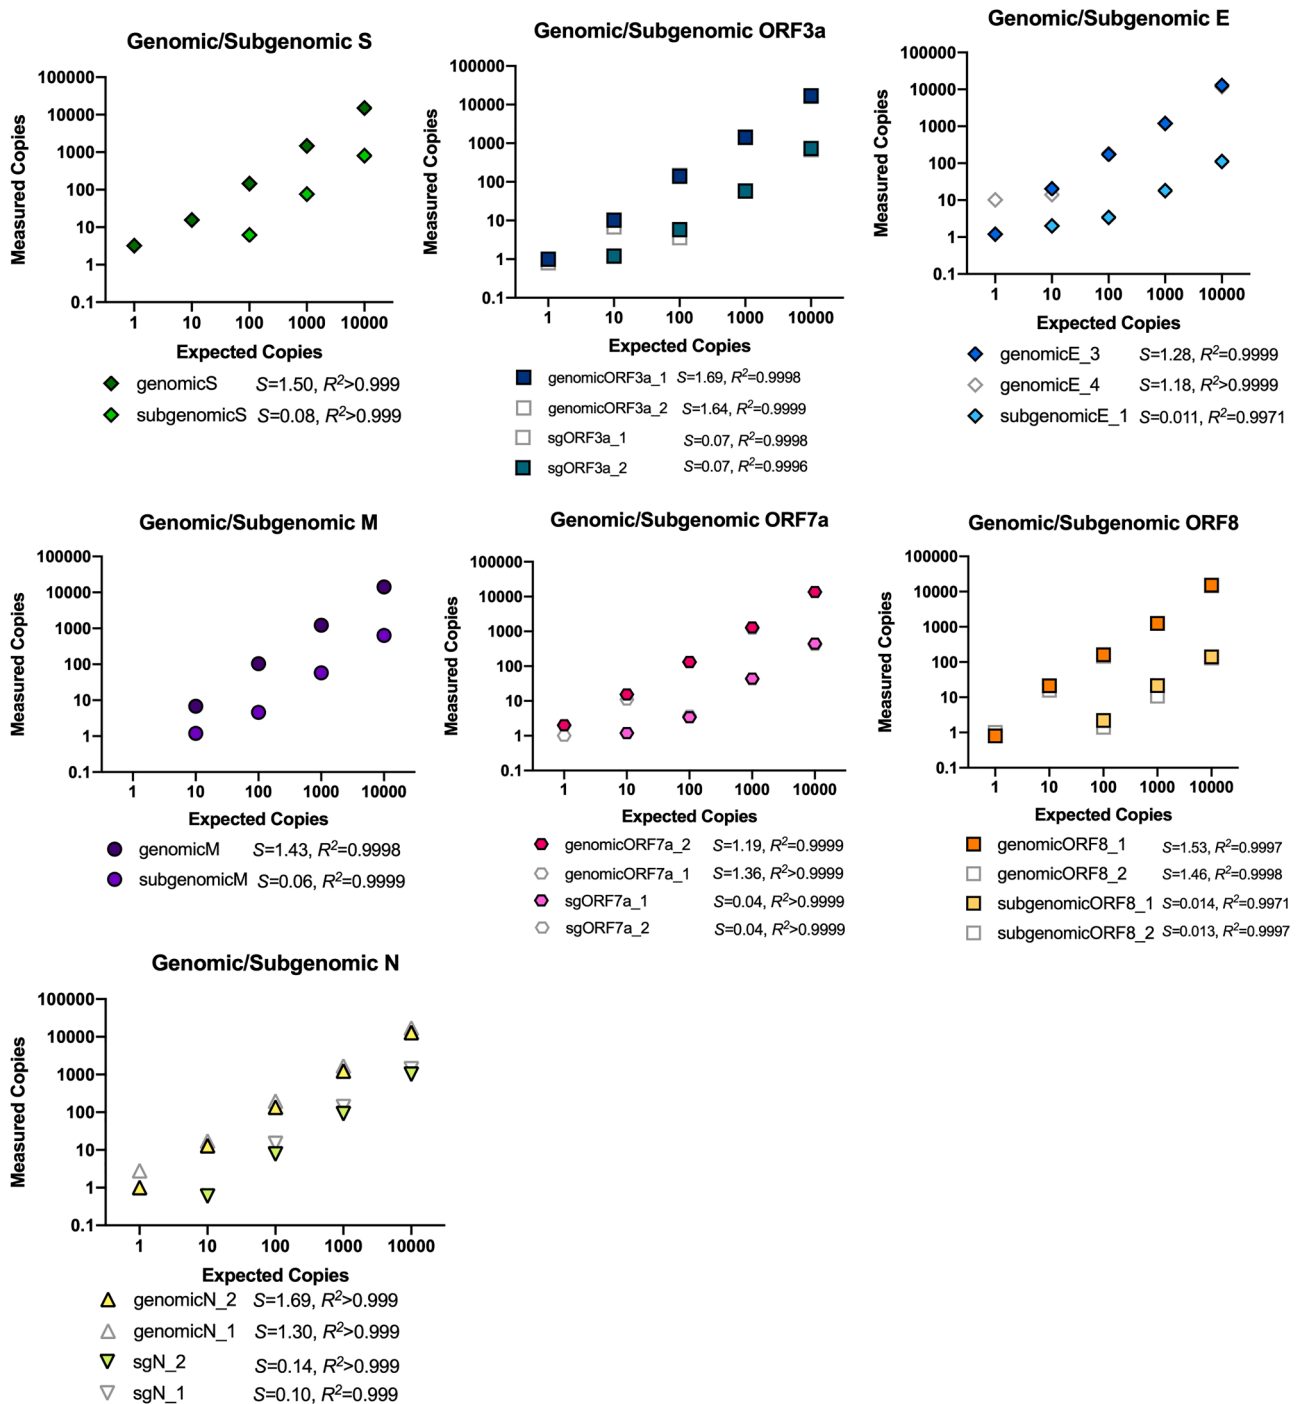 Genomic/Subgenomic S
Measured Copies
100000
10000
1000
100
10
1
0.1
1 10 100 1000 10000
Expected Copies
genomicS S=1.50, R²>0.999
subgenomicS S=0.08, R²>0.999
Genomic/Subgenomic ORF3a
Measured Copies
100000
10000
1000
100
10
1
0.1
1 10 100 1000 10000
Expected Copies
genomicORF3a_1 S=1.69, R²=0.9998
genomicORF3a_2 S=1.64, R²=0.9999
sgORF3a_1 S=0.07, R²=0.9998
sgORF3a_2 S=0.07, R²=0.9996
Genomic/Subgenomic E
Measured Copies
100000
10000
1000
100
10
1
0.1
1 10 100 1000 10000
Expected Copies
genomicE_3 S=1.28, R²=0.9999
genomicE_4 S=1.18, R²>0.9999
subgenomicE_1 S=0.011, R²=0.9971
Genomic/Subgenomic M
Measured Copies
100000
10000
1000
100
10
1
0.1
1 10 100 1000 10000
Expected Copies
genomicM S=1.43, R²=0.9998
subgenomicM S=0.06, R²=0.9999
Genomic/Subgenomic ORF7a
Measured Copies
100000
10000
1000
100
10
1
0.1
1 10 100 1000 10000
Expected Copies
genomicORF7a_2 S=1.19, R²=0.9999
genomicORF7a_1 S=1.36, R²>0.9999
sgORF7a_1 S=0.04, R²>0.9999
sgORF7a_2 S=0.04, R²>0.9999
Genomic/Subgenomic ORF8
Measured Copies
100000
10000
1000
100
10
1
0.1
1 10 100 1000 10000
Expected Copies
genomicORF8_1 S=1.53, R²=0.9997
genomicORF8_2 S=1.46, R²=0.9998
subgenomicORF8_1 S=0.014, R²=0.9971
subgenomicORF8_2 S=0.013, R²=0.9997
Genomic/Subgenomic N
Measured Copies
100000
10000
1000
100
10
1
0.1
1 10 100 1000 10000
Expected Copies
genomicN_2 S=1.69, R²>0.999
genomicN_1 S=1.30, R²>0.999
sgN_2 S=0.14, R²>0.999
sgN_1 S=0.10, R²=0.999